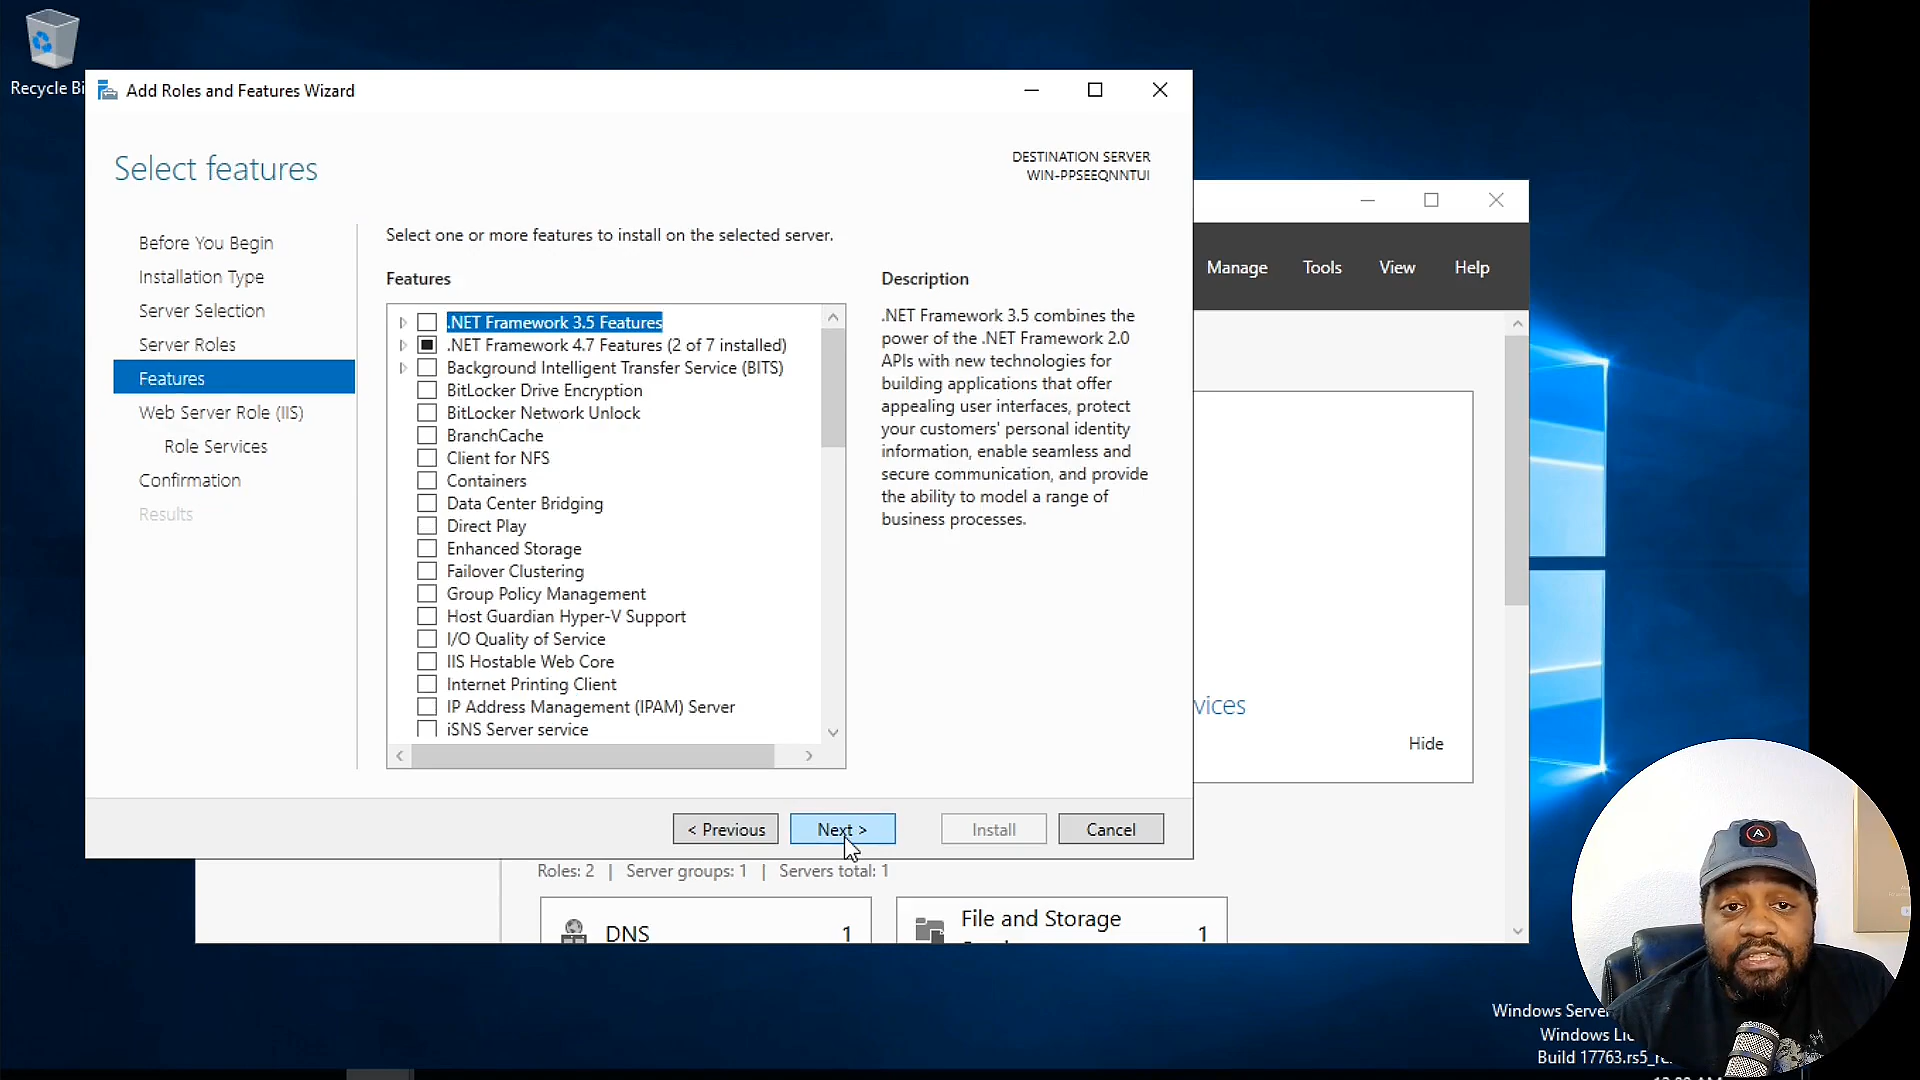 Recycle Bi
Add Roles and Features Wizard
Select features
DESTINATION SERVER
WIN-PPSEEQNNTUI
Before You Begin
Installation Type
Server Selection
Server Roles
Features
Web Server Role (IIS)
Role Services
Confirmation
Results
Select one or more features to install on the selected server.
Features
.NET Framework 3.5 Features
.NET Framework 4.7 Features (2 of 7 installed)
Background Intelligent Transfer Service (BITS)
BitLocker Drive Encryption
BitLocker Network Unlock
BranchCache
Client for NFS
Containers
Data Center Bridging
Direct Play
Enhanced Storage
Failover Clustering
Group Policy Management
Host Guardian Hyper-V Support
I/O Quality of Service
IIS Hostable Web Core
Internet Printing Client
IP Address Management (IPAM) Server
iSNS Server service
Description
.NET Framework 3.5 combines the
power of the .NET Framework 2.0
APIs with new technologies for
building applications that offer
appealing user interfaces, protect
your customers' personal identity
information, enable seamless and
secure communication, and provide
the ability to model a range of
business processes.
< Previous
Next >
Install
Cancel
Manage
Tools
View
Help
vices
Hide
Roles: 2 | Server groups: 1 | Servers total: 1
DNS
1
File and Storage
1
Windows Server
Windows Lic
Build 17763.rs5_re